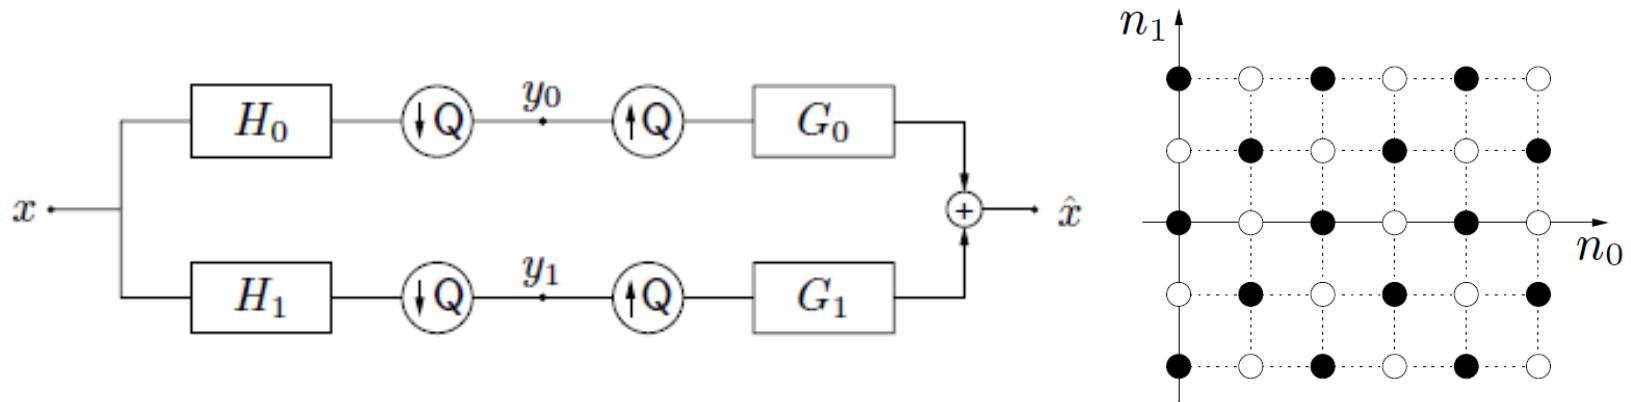 H₀ ↓Q y₀ ↑Q G₀
x + x̂
H₁ ↓Q y₁ ↑Q G₁
n₁
n₀